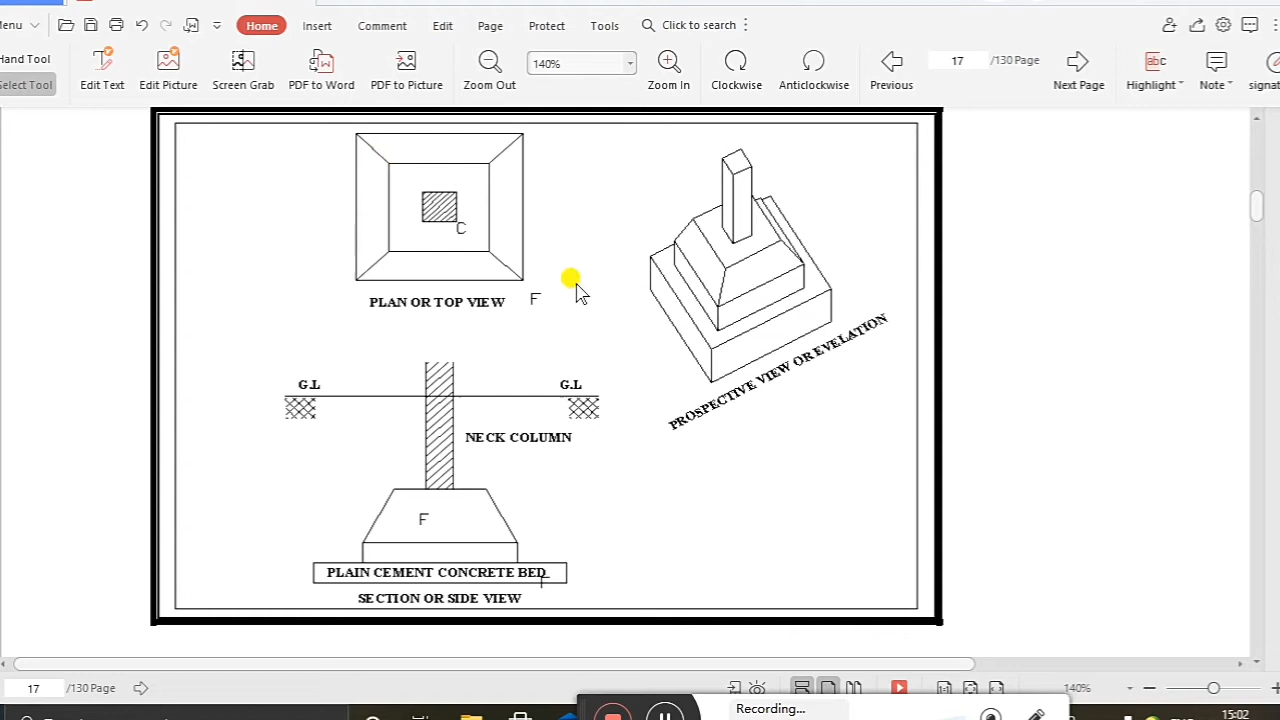 Menu
Home
Insert
Comment
Edit
Page
Protect
Tools
Click to search
Hand Tool
Select Tool
Edit Text
Edit Picture
Screen Grab
PDF to Word
PDF to Picture
Zoom Out
140%
Zoom In
Clockwise
Anticlockwise
Previous
17 /130 Page
Next Page
abc
Highlight
Note
C
PLAN OR TOP VIEW
F
PROSPECTIVE VIEW OR EVELATION
G.L
G.L
NECK COLUMN
F
PLAIN CEMENT CONCRETE BED
SECTION OR SIDE VIEW
17 /130 Page
1:1
140%
Recording...
15:02